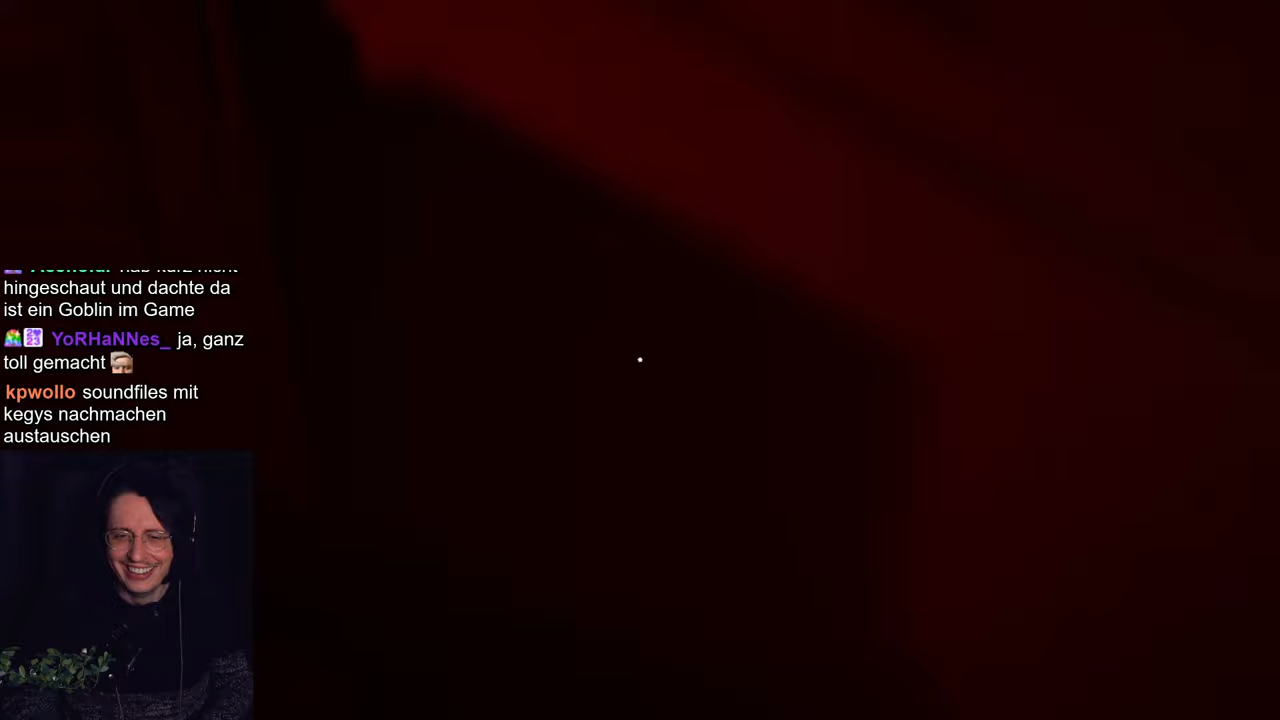 hingeschaut und dachte da
ist ein Goblin im Game
YoRHaNNes_ ja, ganz
toll gemacht
kpwollo soundfiles mit
kegys nachmachen
austauschen